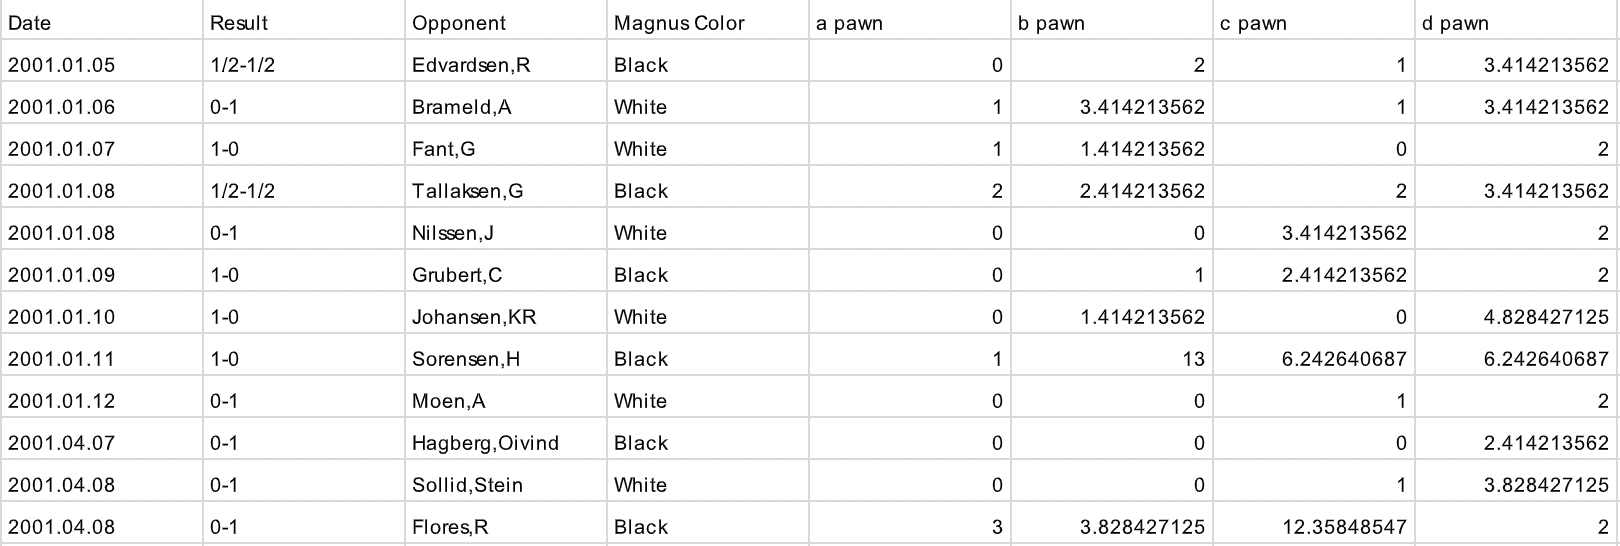 Date Result Opponent Magnus Color a pawn b pawn c pawn d pawn
2001.01.05 1/2-1/2 Edvardsen,R Black 0 2 1 3.414213562
2001.01.06 0-1 Brameld,A White 1 3.414213562 1 3.414213562
2001.01.07 1-0 Fant,G White 1 1.414213562 0 2
2001.01.08 1/2-1/2 Tallaksen,G Black 2 2.414213562 2 3.414213562
2001.01.08 0-1 Nilssen,J White 0 0 3.414213562 2
2001.01.09 1-0 Grubert,C Black 0 1 2.414213562 2
2001.01.10 1-0 Johansen,KR White 0 1.414213562 0 4.828427125
2001.01.11 1-0 Sorensen,H Black 1 13 6.242640687 6.242640687
2001.01.12 0-1 Moen,A White 0 0 1 2
2001.04.07 0-1 Hagberg,Oivind Black 0 0 0 2.414213562
2001.04.08 0-1 Sollid,Stein White 0 0 1 3.828427125
2001.04.08 0-1 Flores,R Black 3 3.828427125 12.35848547 2